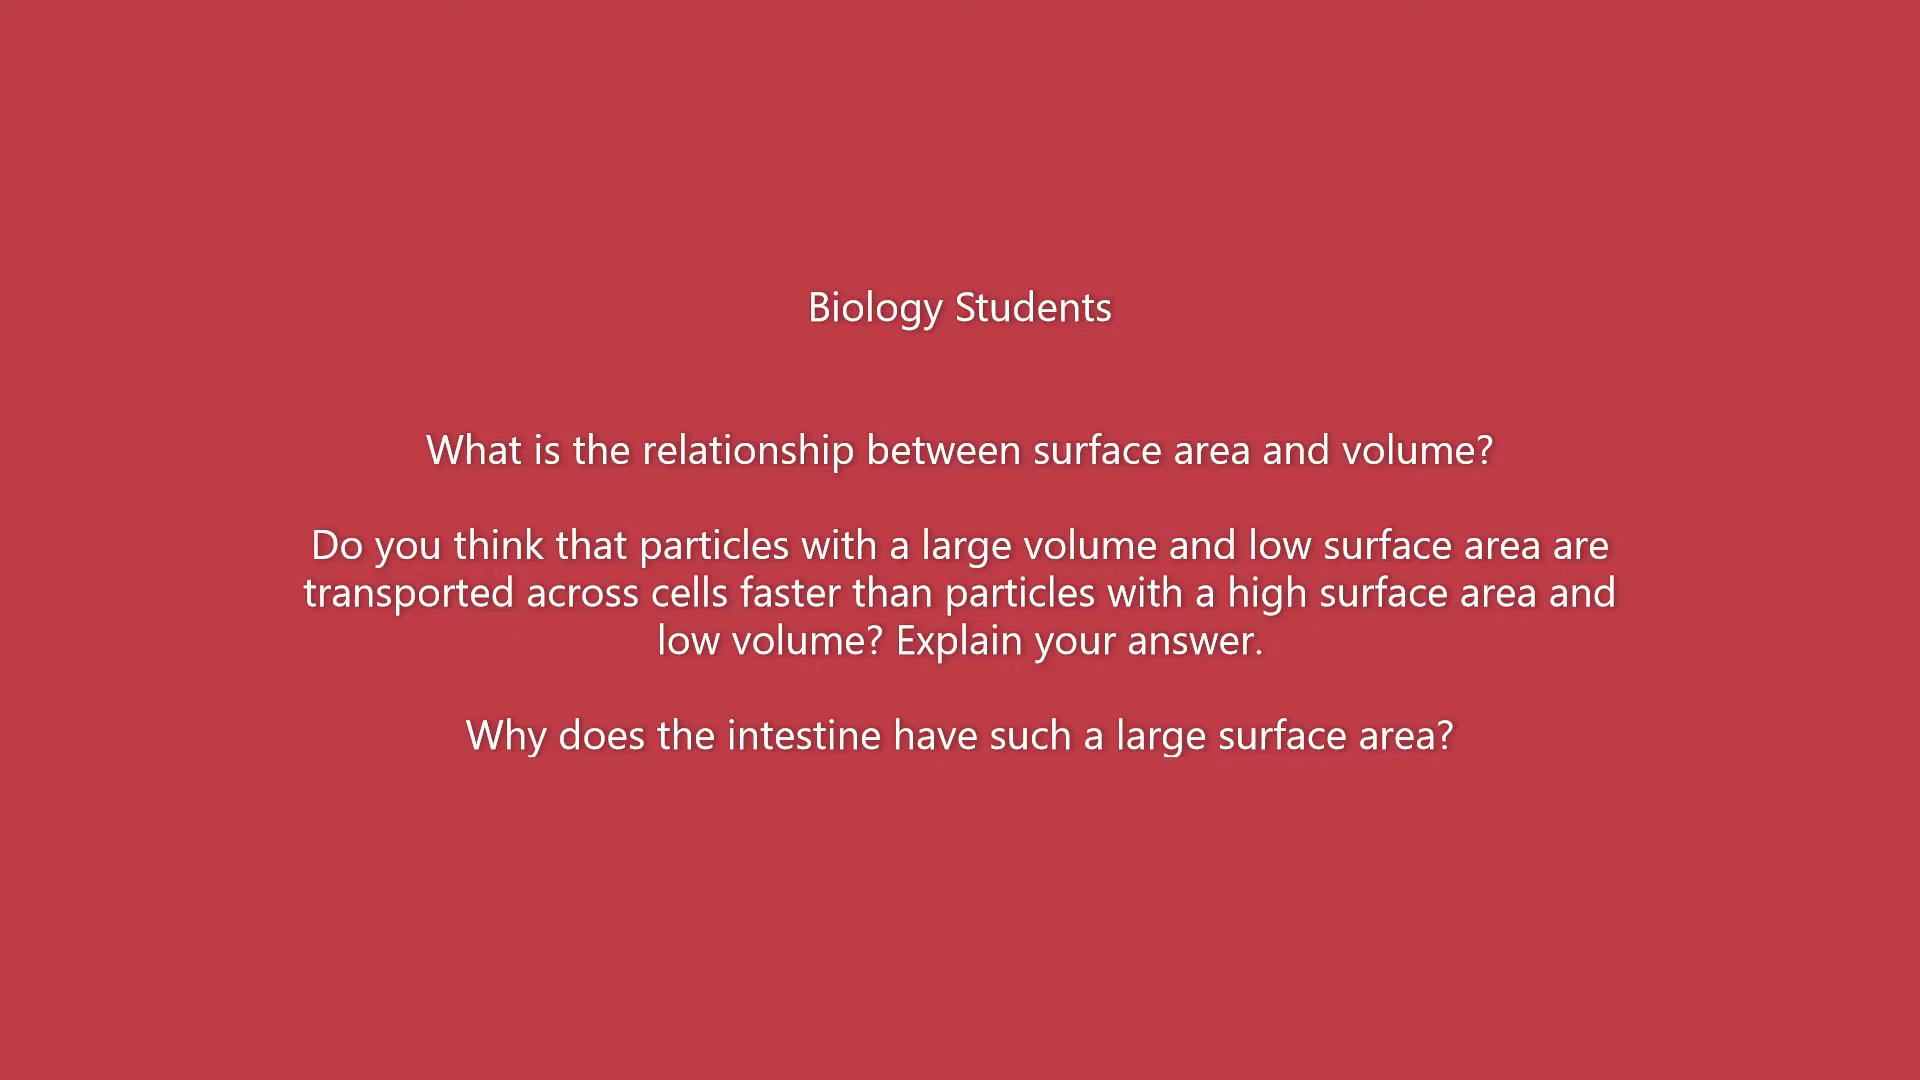 Biology Students
What is the relationship between surface area and volume?
Do you think that particles with a large volume and low surface area are
transported across cells faster than particles with a high surface area and
low volume? Explain your answer.
Why does the intestine have such a large surface area?